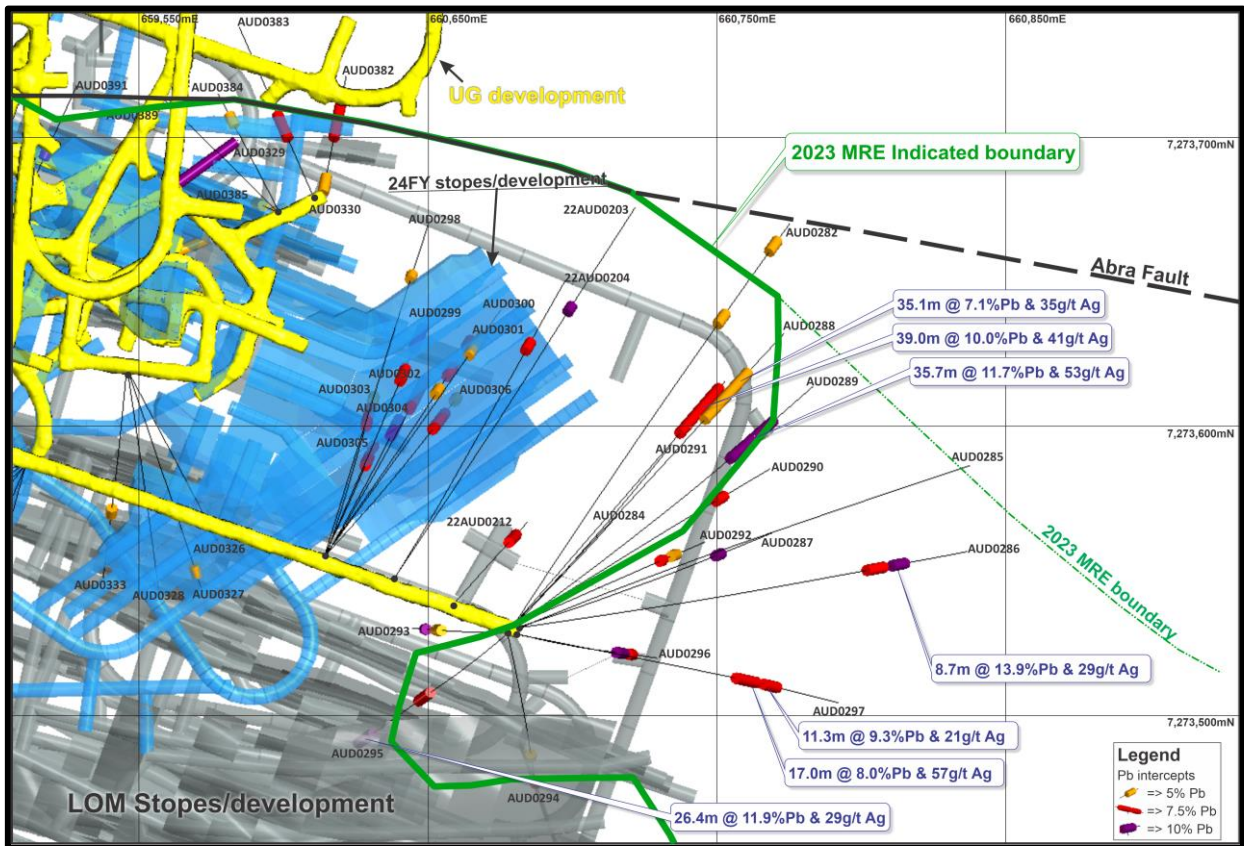 659,550mE
660,650mE
660,750mE
660,850mE
AUD0383
AUD0382
AUD0391
AUD0384
UG development
AUD0389
7,273,700mN
AUD0329
2023 MRE Indicated boundary
24FY stopes/development
AUD0385
AUD0330
22AUD0203
AUD0298
AUD0282
22AUD0204
Abra Fault
35.1m @ 7.1%Pb & 35g/t Ag
AUD0300
AUD0299
AUD0288
AUD0301
39.0m @ 10.0%Pb & 41g/t Ag
35.7m @ 11.7%Pb & 53g/t Ag
AUD0302
AUD0303
AUD0306
AUD0289
AUD0304
7,273,600mN
AUD0305
AUD0291
AUD0285
AUD0290
AUD0284
22AUD0212
AUD0292
AUD0287
AUD0286
2023 MRE boundary
AUD0326
AUD0333
AUD0328
AUD0327
AUD0293
AUD0296
8.7m @ 13.9%Pb & 29g/t Ag
AUD0297
7,273,500mN
11.3m @ 9.3%Pb & 21g/t Ag
AUD0295
17.0m @ 8.0%Pb & 57g/t Ag
AUD0294
LOM Stopes/development
26.4m @ 11.9%Pb & 29g/t Ag
Legend
Pb intercepts
=> 5% Pb
=> 7.5% Pb
=> 10% Pb